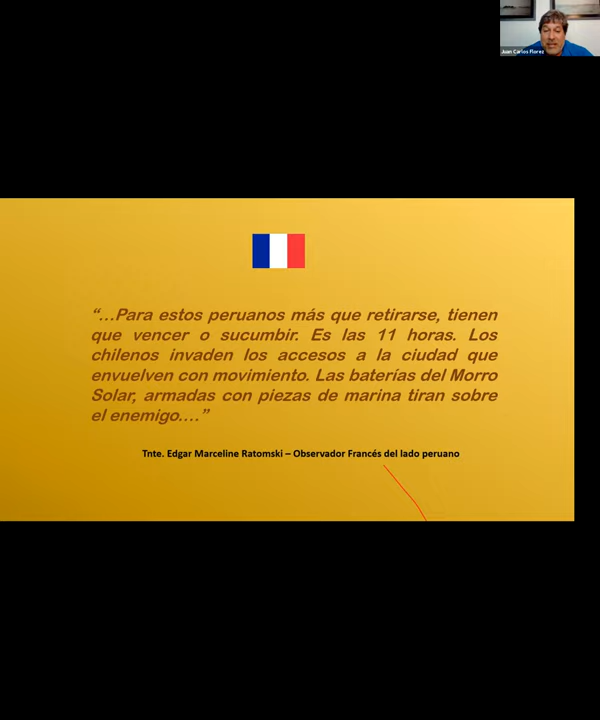 Juan Carlos Florez
“...Para estos peruanos más que retirarse, tienen
que vencer o sucumbir. Es las 11 horas. Los
chilenos invaden los accesos a la ciudad que
envuelven con movimiento. Las baterías del Morro
Solar, armadas con piezas de marina tiran sobre
el enemigo....”
Tnte. Edgar Marceline Ratomski – Observador Francés del lado peruano